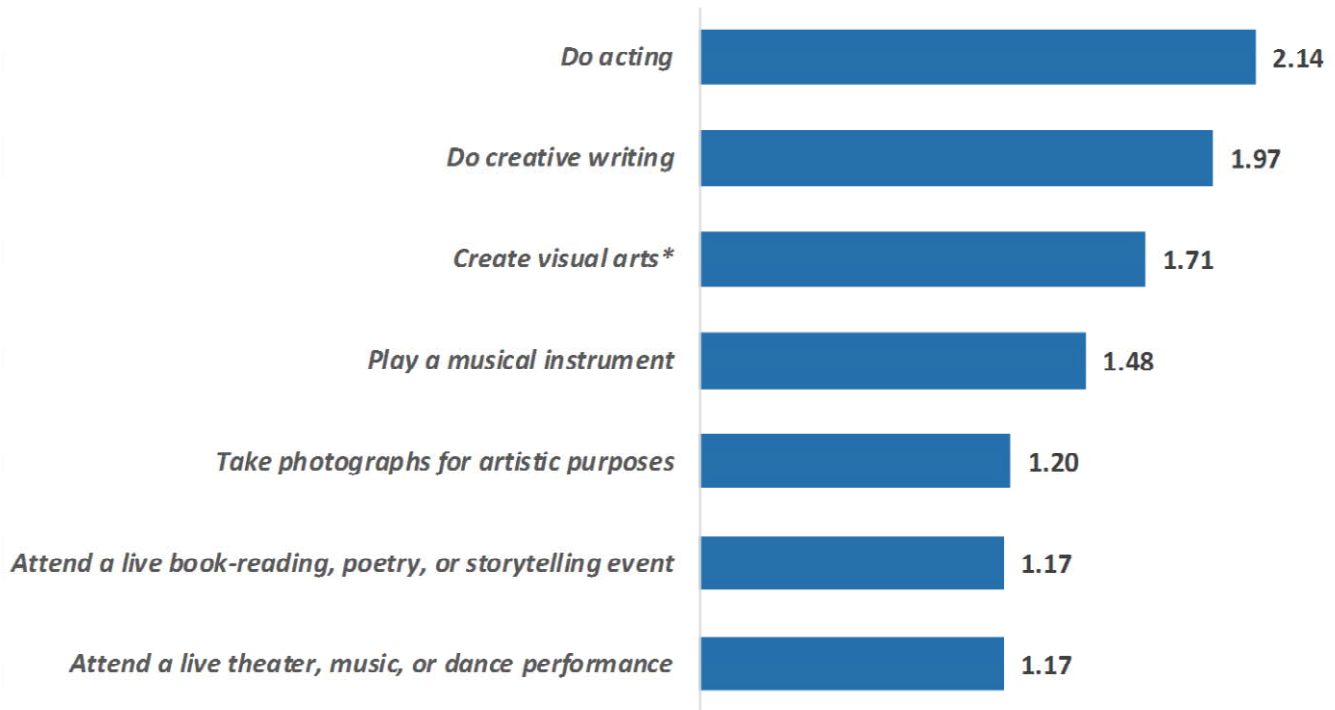 Do acting 2.14
Do creative writing 1.97
Create visual arts* 1.71
Play a musical instrument 1.48
Take photographs for artistic purposes 1.20
Attend a live book-reading, poetry, or storytelling event 1.17
Attend a live theater, music, or dance performance 1.17